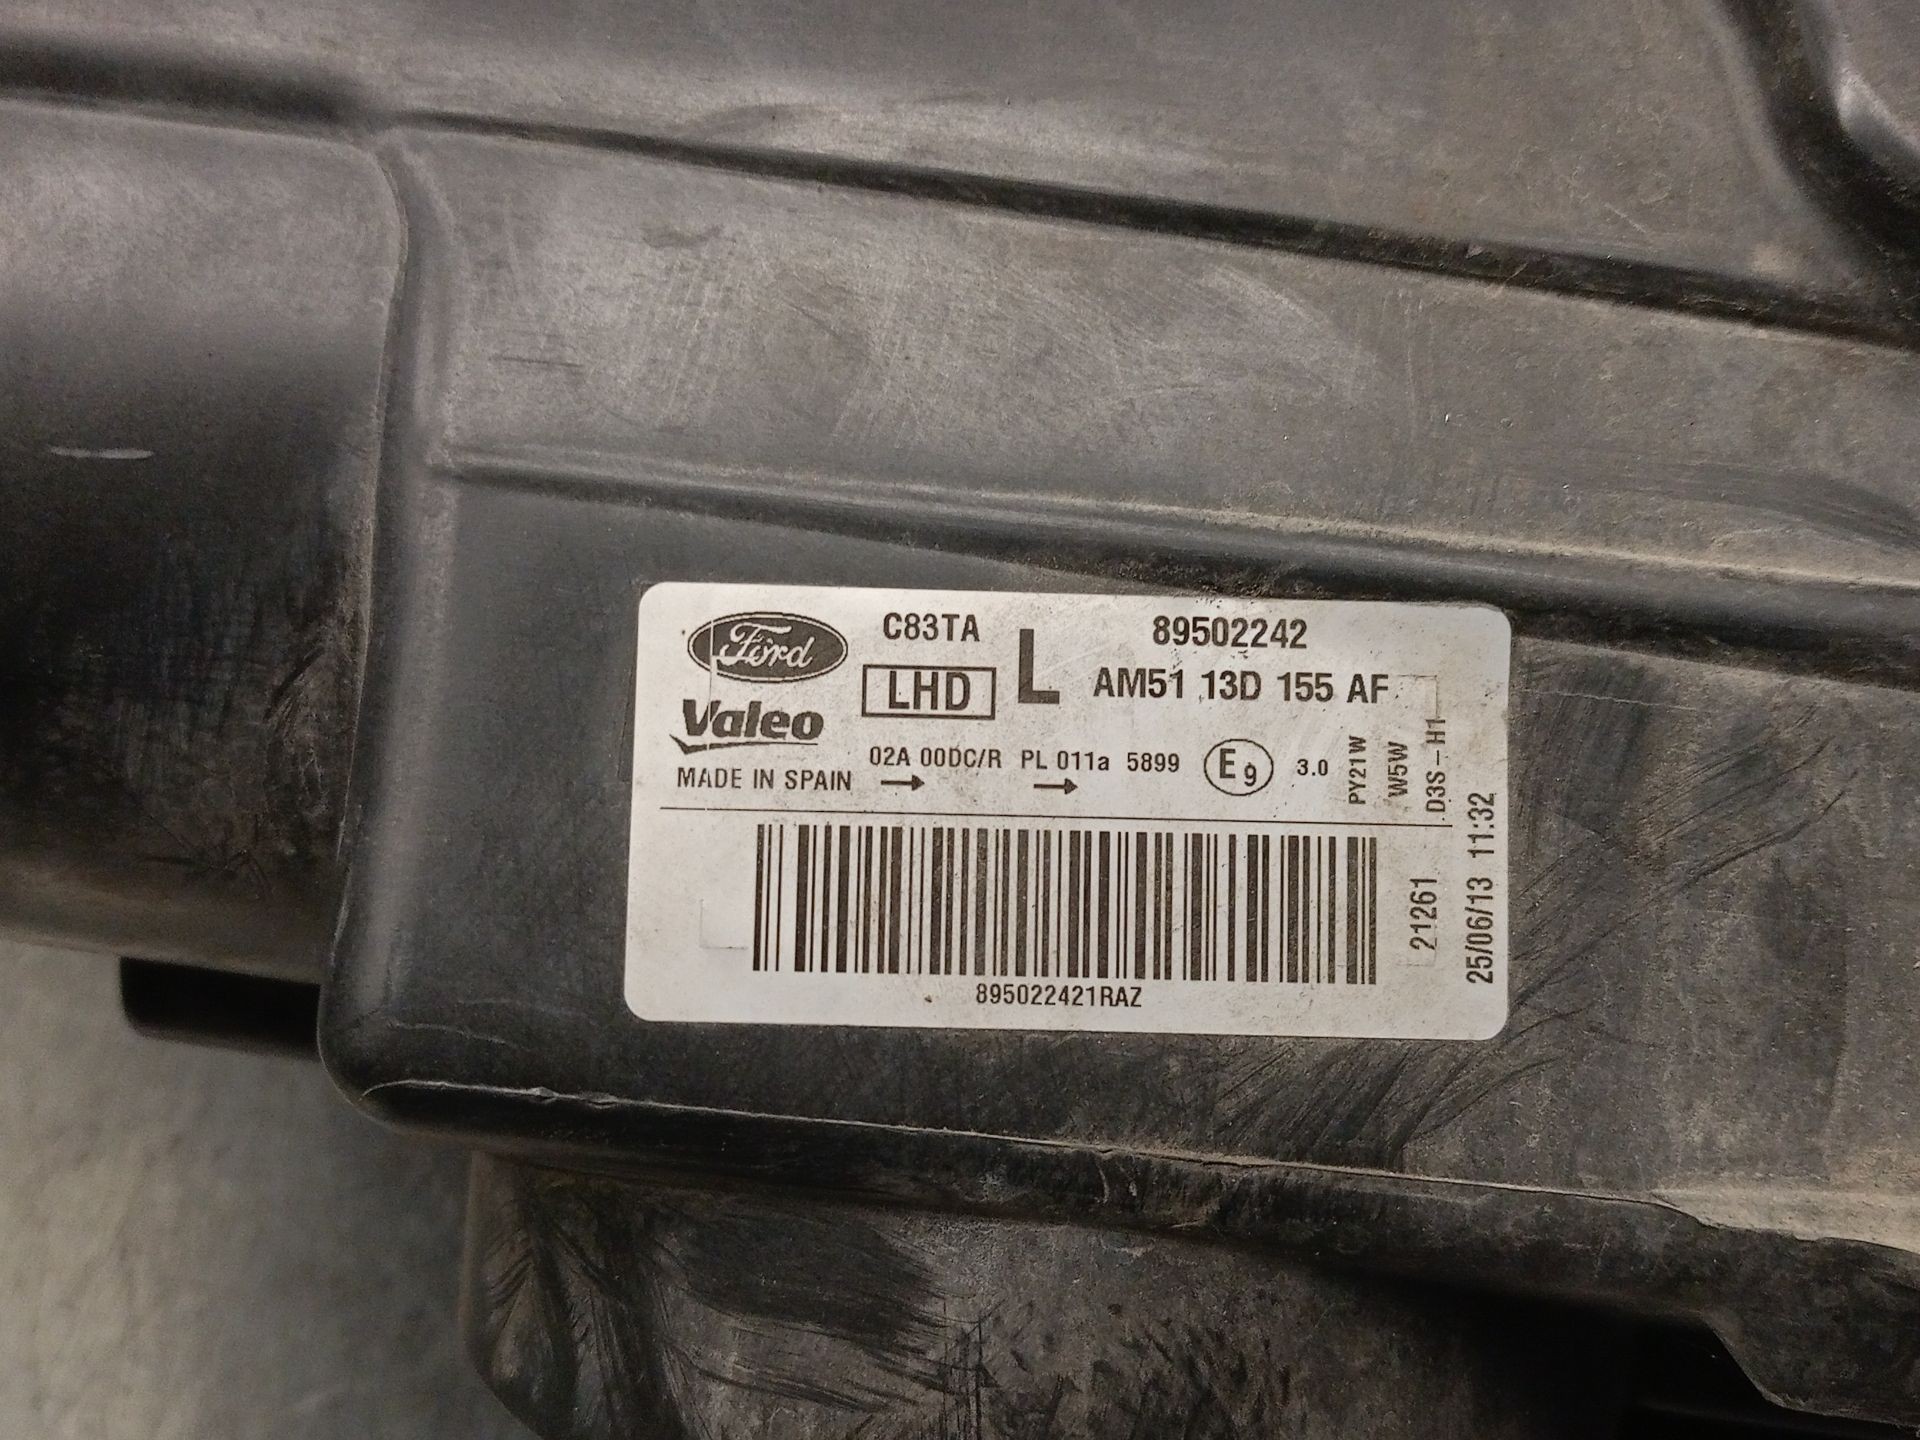 Ford C83TA L 89502242
Valeo LHD AM51 13D 155 AF
MADE IN SPAIN 02A 00DC/R PL 011a 5899 E9 3.0
PY21W
W5W
D3S-H1
21261
25/06/13 11:32
895022421RAZ